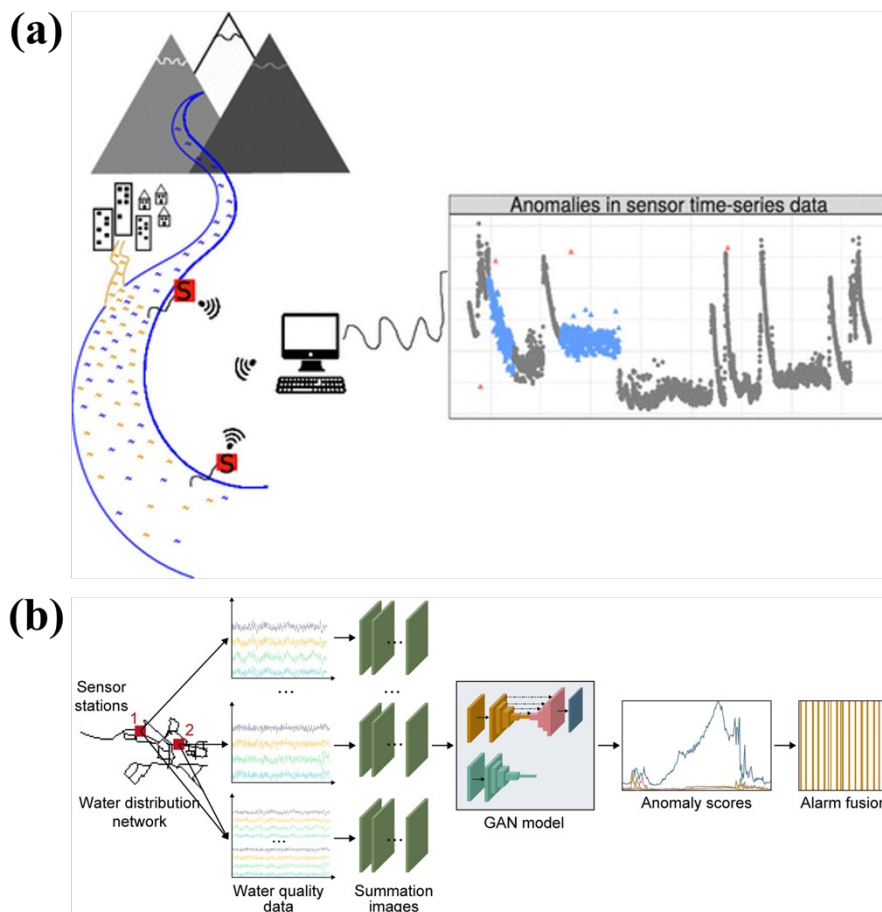 (a)
Anomalies in sensor time-series data
S
S
(b)
Sensor
stations
1
2
Water distribution
network
...
...
...
...
...
...
Water quality
data
Summation
images
GAN model
Anomaly scores
Alarm fusion